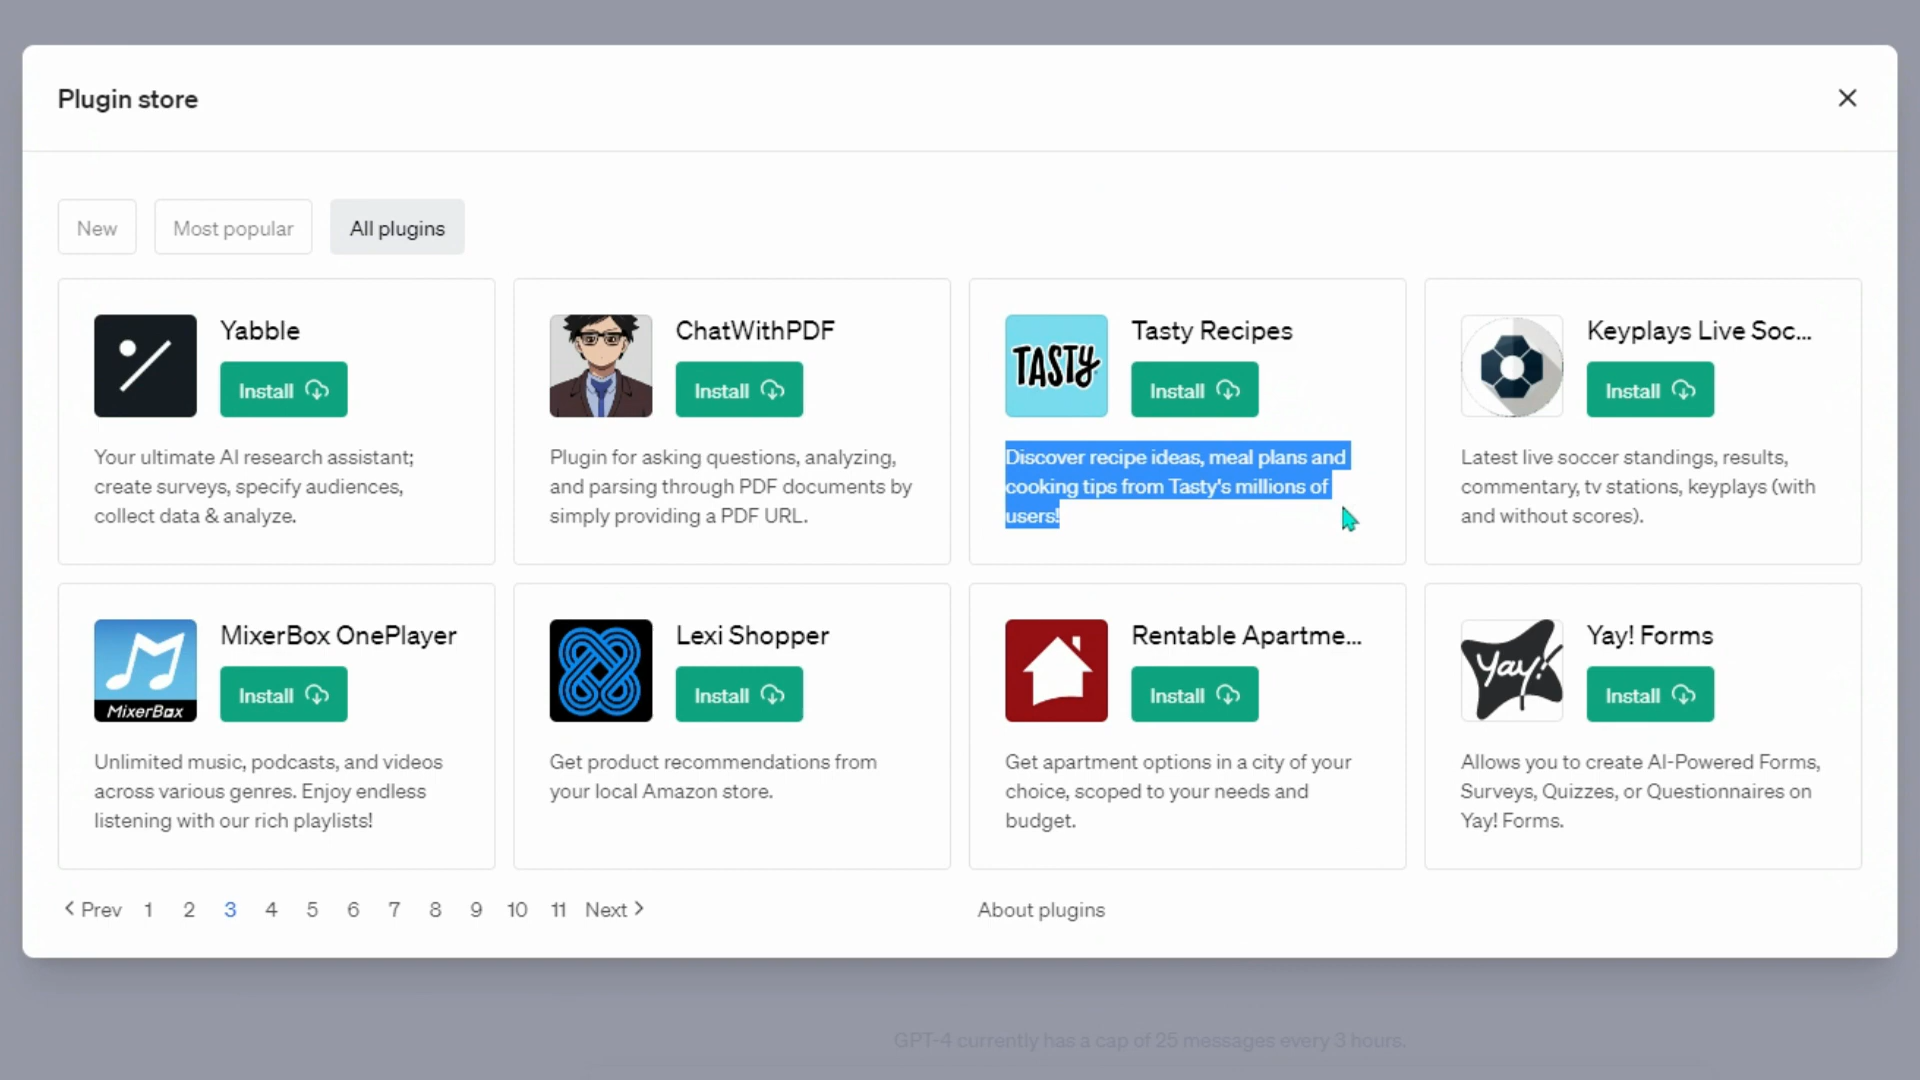 Plugin store
New
Most popular
All plugins
Yabble
Install
Your ultimate AI research assistant;
create surveys, specify audiences,
collect data & analyze.
ChatWithPDF
Install
Plugin for asking questions, analyzing,
and parsing through PDF documents by
simply providing a PDF URL.
TASTY
Tasty Recipes
Install
Discover recipe ideas, meal plans and
cooking tips from Tasty's millions of
users!
Keyplays Live Soc...
Install
Latest live soccer standings, results,
commentary, tv stations, keyplays (with
and without scores).
MixerBox
MixerBox OnePlayer
Install
Unlimited music, podcasts, and videos
across various genres. Enjoy endless
listening with our rich playlists!
Lexi Shopper
Install
Get product recommendations from
your local Amazon store.
Rentable Apartme...
Install
Get apartment options in a city of your
choice, scoped to your needs and
budget.
Yay!
Yay! Forms
Install
Allows you to create AI-Powered Forms,
Surveys, Quizzes, or Questionnaires on
Yay! Forms.
Prev 1 2 3 4 5 6 7 8 9 10 11 Next
About plugins
GPT-4 currently has a cap of 25 messages every 3 hours.